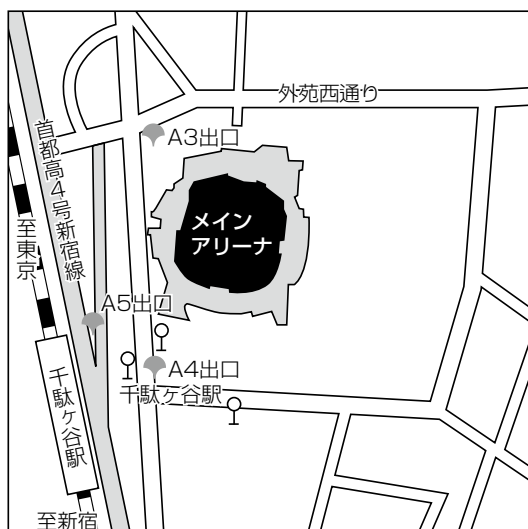 外苑西通り
A3出口
首都高4号新宿線
メイン
アリーナ
至東京
A5出口
A4出口
千駄ヶ谷駅
千駄ヶ谷駅
至新宿